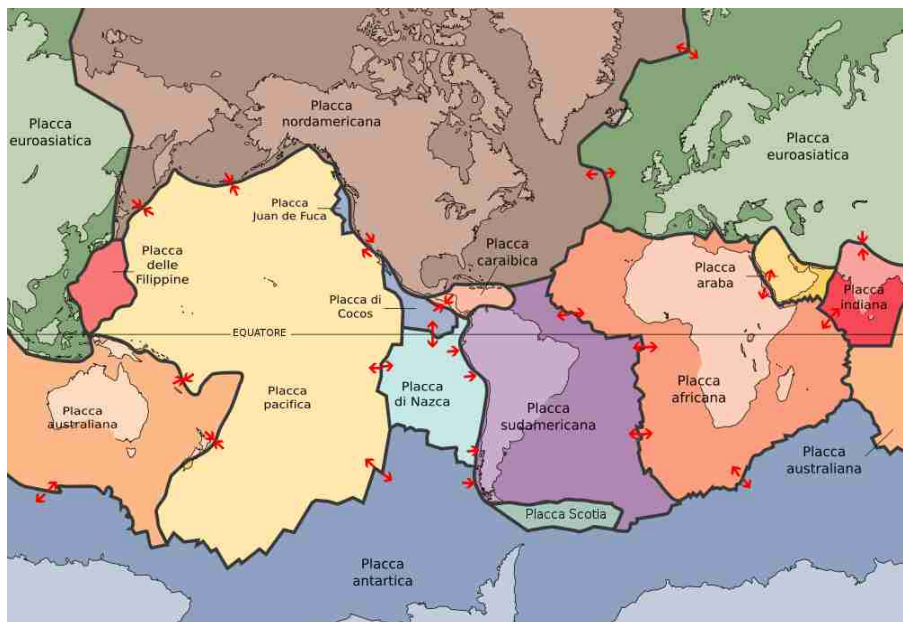 Placca
nordamericana
Placca
euroasiatica
Placca
euroasiatica
Placca
Juan de Fuca
Placca
caraibica
Placca
delle
Filippine
Placca
araba
Placca
indiana
Placca di
Cocos
EQUATORE
Placca
pacifica
Placca
di Nazca
Placca
africana
Placca
australiana
Placca
sudamericana
Placca
australiana
Placca Scotia
Placca
antartica